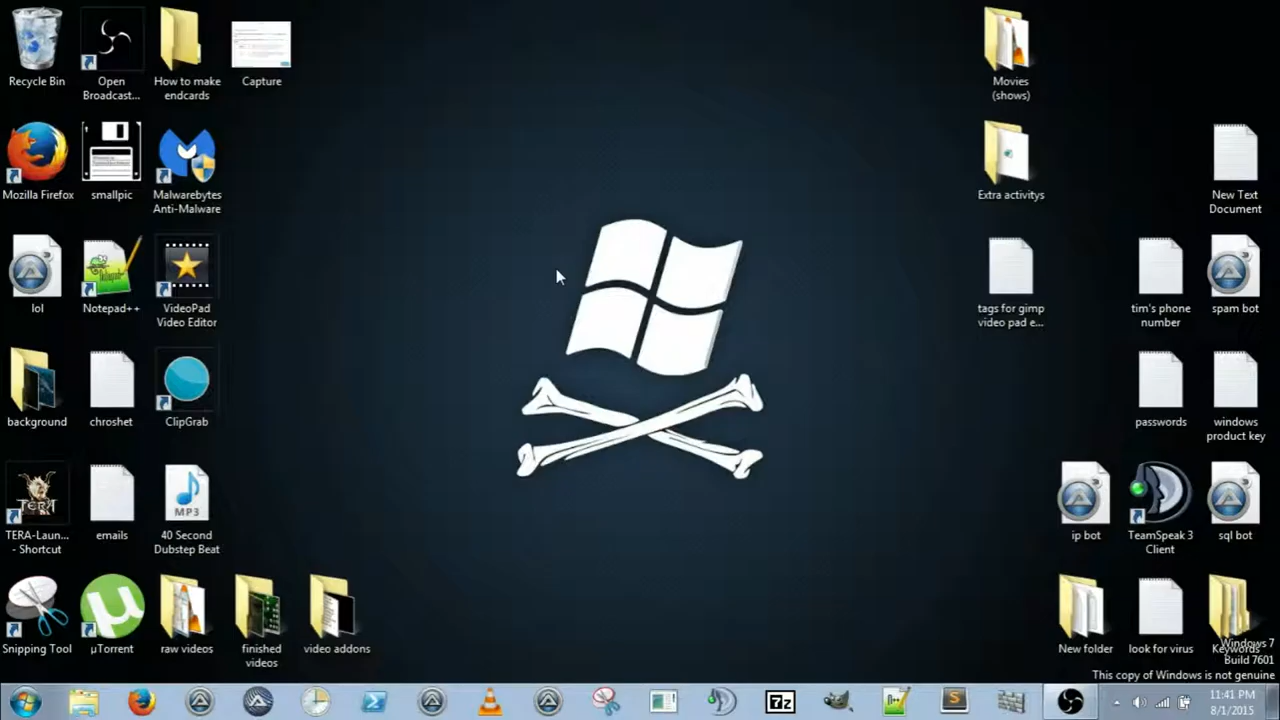 Recycle Bin
Open
Broadcast...
How to make
endcards
Capture
Movies
(shows)
Mozilla Firefox
smallpic
Malwarebytes
Anti-Malware
Extra activitys
New Text
Document
lol
Notepad++
VideoPad
Video Editor
tags for gimp
video pad e...
tim's phone
number
spam bot
background
chroshet
ClipGrab
passwords
windows
product key
TERA
TERA-Laun...
- Shortcut
emails
MP3
40 Second
Dubstep Beat
ip bot
TeamSpeak 3
Client
sql bot
Snipping Tool
µTorrent
raw videos
finished
videos
video addons
New folder
look for virus
Keywords
Windows 7
Build 7601
This copy of Windows is not genuine
7z
S
11:41 PM
8/1/2015